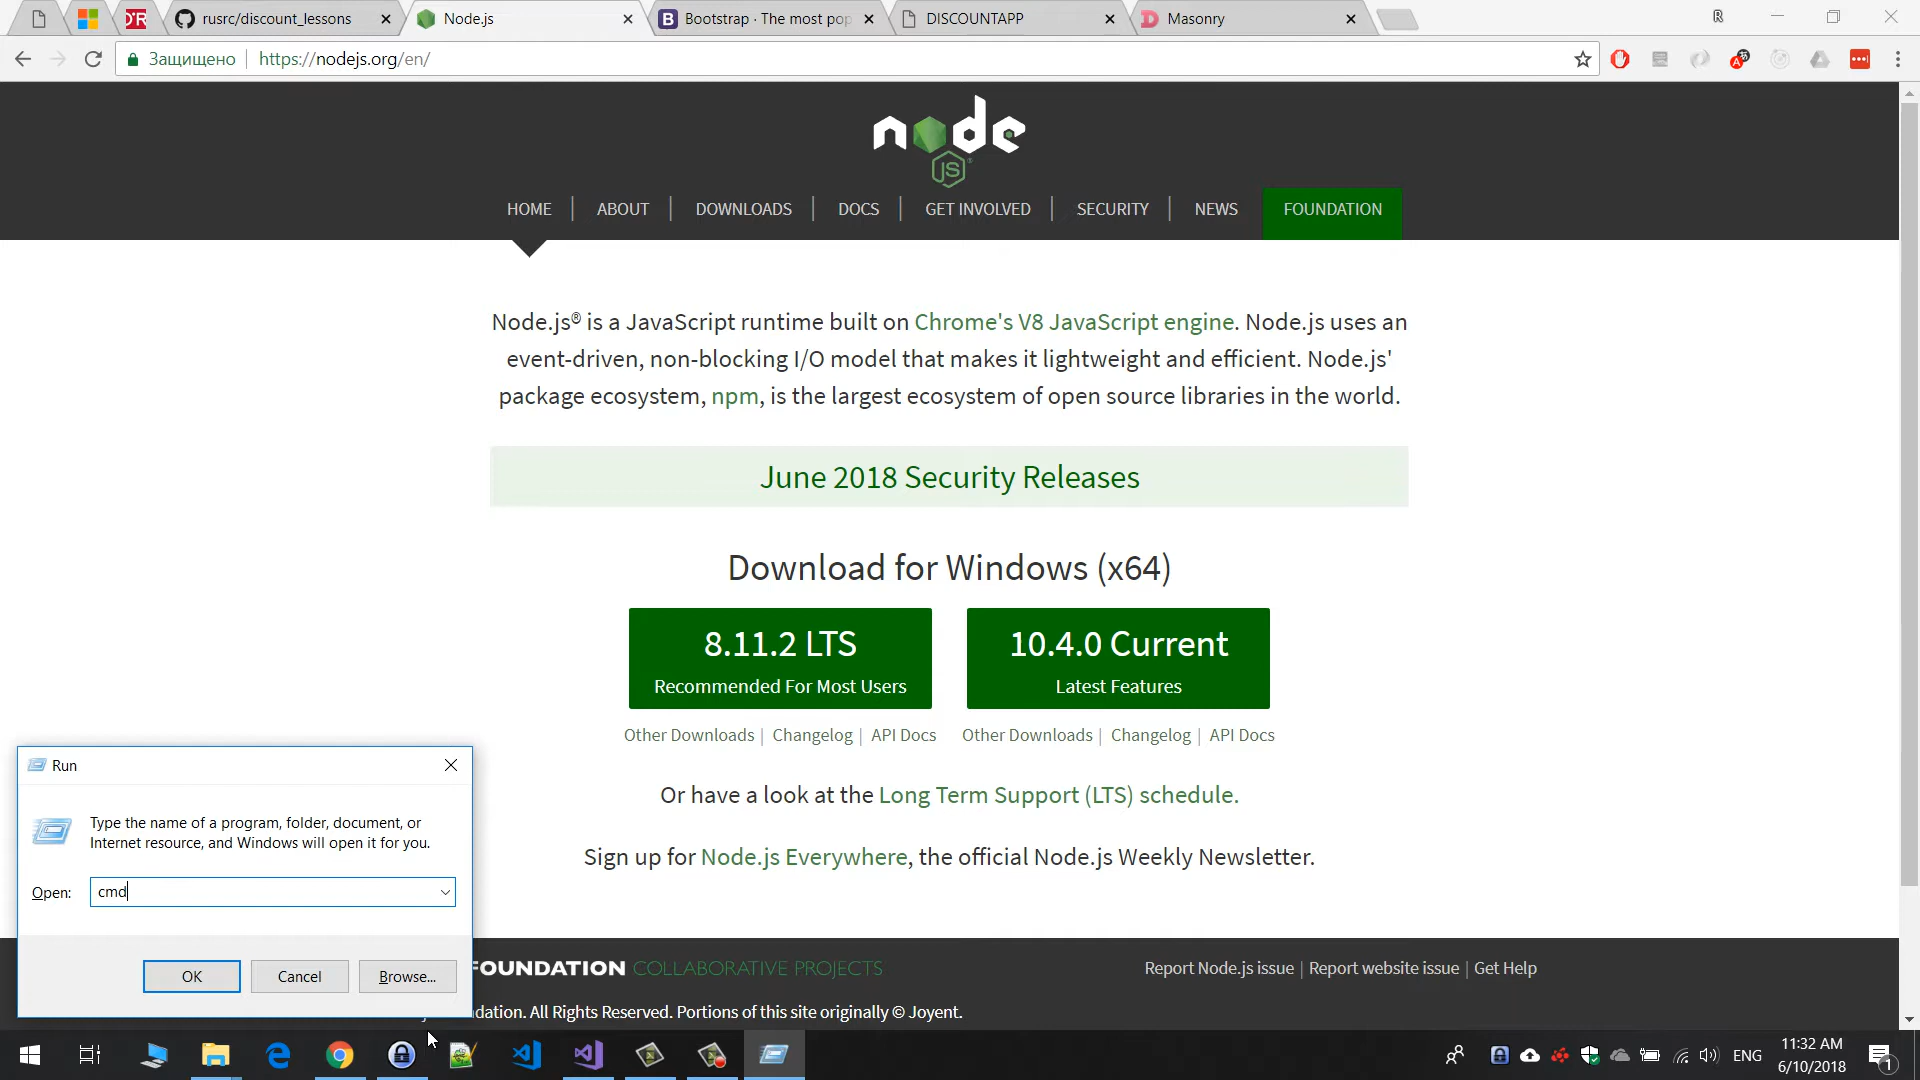 rusrc/discount_lessons
Node.js
Bootstrap · The most pop
DISCOUNTAPP
Masonry
Защищено
https://nodejs.org/en/
node
JS
HOME
ABOUT
DOWNLOADS
DOCS
GET INVOLVED
SECURITY
NEWS
FOUNDATION
Node.js® is a JavaScript runtime built on Chrome's V8 JavaScript engine. Node.js uses an
event-driven, non-blocking I/O model that makes it lightweight and efficient. Node.js'
package ecosystem, npm, is the largest ecosystem of open source libraries in the world.
June 2018 Security Releases
Download for Windows (x64)
8.11.2 LTS
Recommended For Most Users
10.4.0 Current
Latest Features
Other Downloads | Changelog | API Docs
Other Downloads | Changelog | API Docs
Or have a look at the Long Term Support (LTS) schedule.
Sign up for Node.js Everywhere, the official Node.js Weekly Newsletter.
Run
Type the name of a program, folder, document, or
Internet resource, and Windows will open it for you.
Open:
cmd
OK
Cancel
Browse...
FOUNDATION COLLABORATIVE PROJECTS
Report Node.js issue | Report website issue | Get Help
dation. All Rights Reserved. Portions of this site originally © Joyent.
ENG
11:32 AM
6/10/2018
1